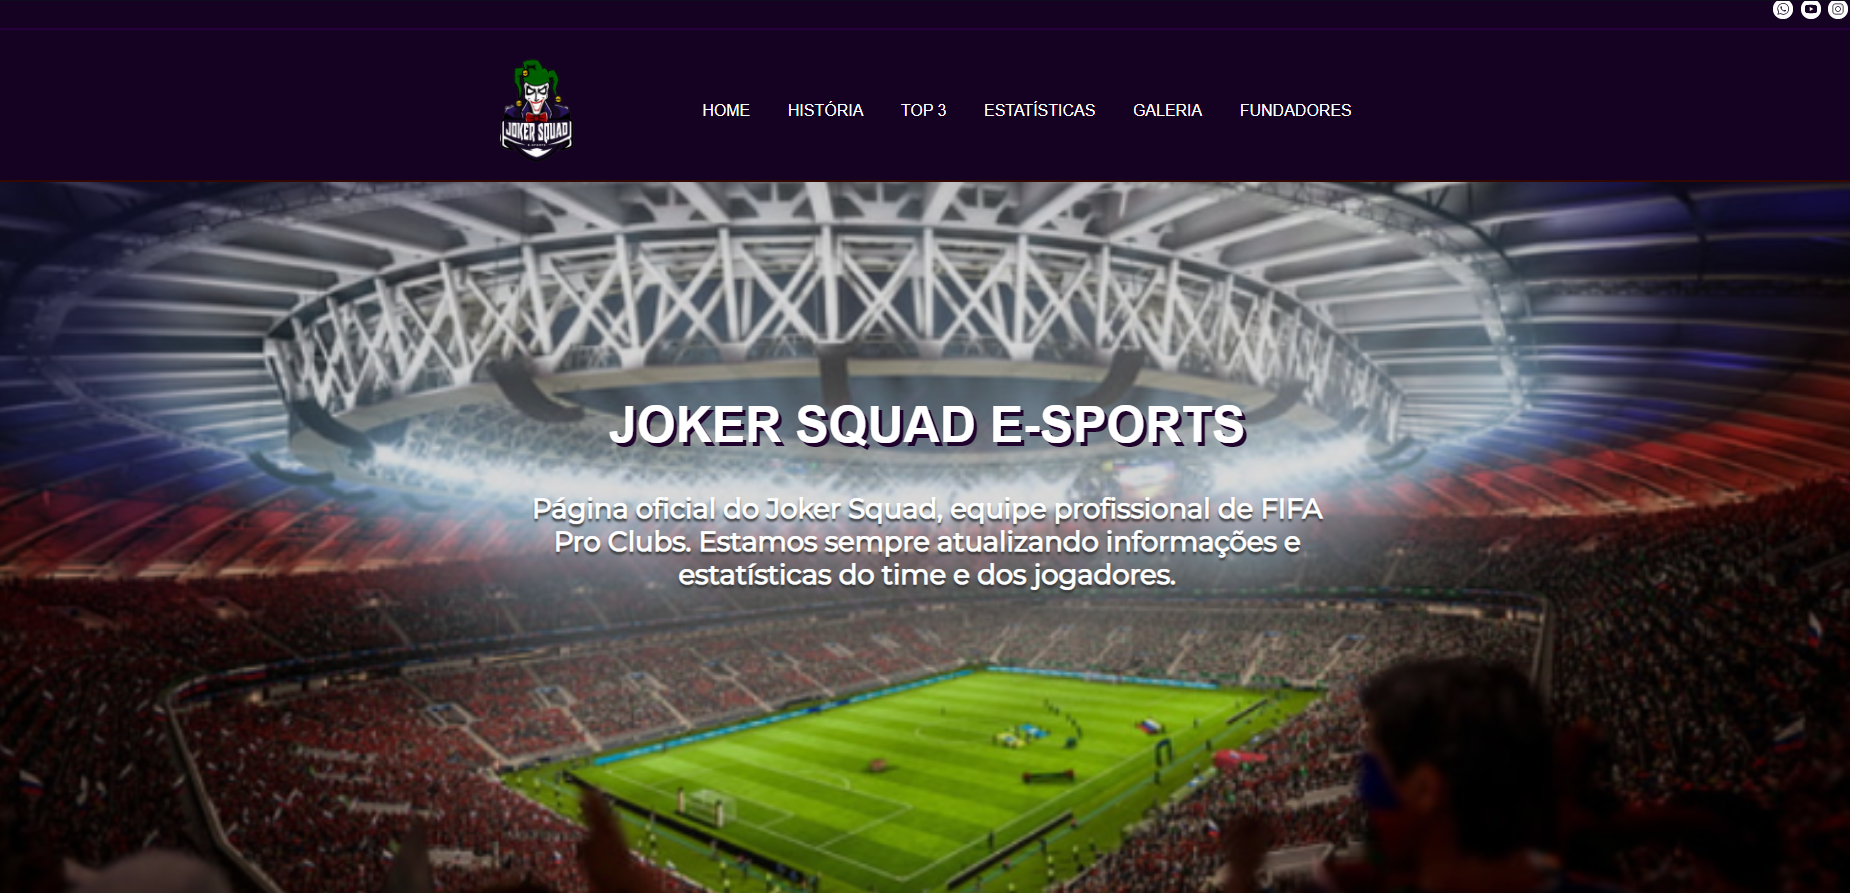 JOKER SQUAD
E-SPORTS
HOME HISTÓRIA TOP 3 ESTATÍSTICAS GALERIA FUNDADORES
JOKER SQUAD E-SPORTS
Página oficial do Joker Squad, equipe profissional de FIFA
Pro Clubs. Estamos sempre atualizando informações e
estatísticas do time e dos jogadores.